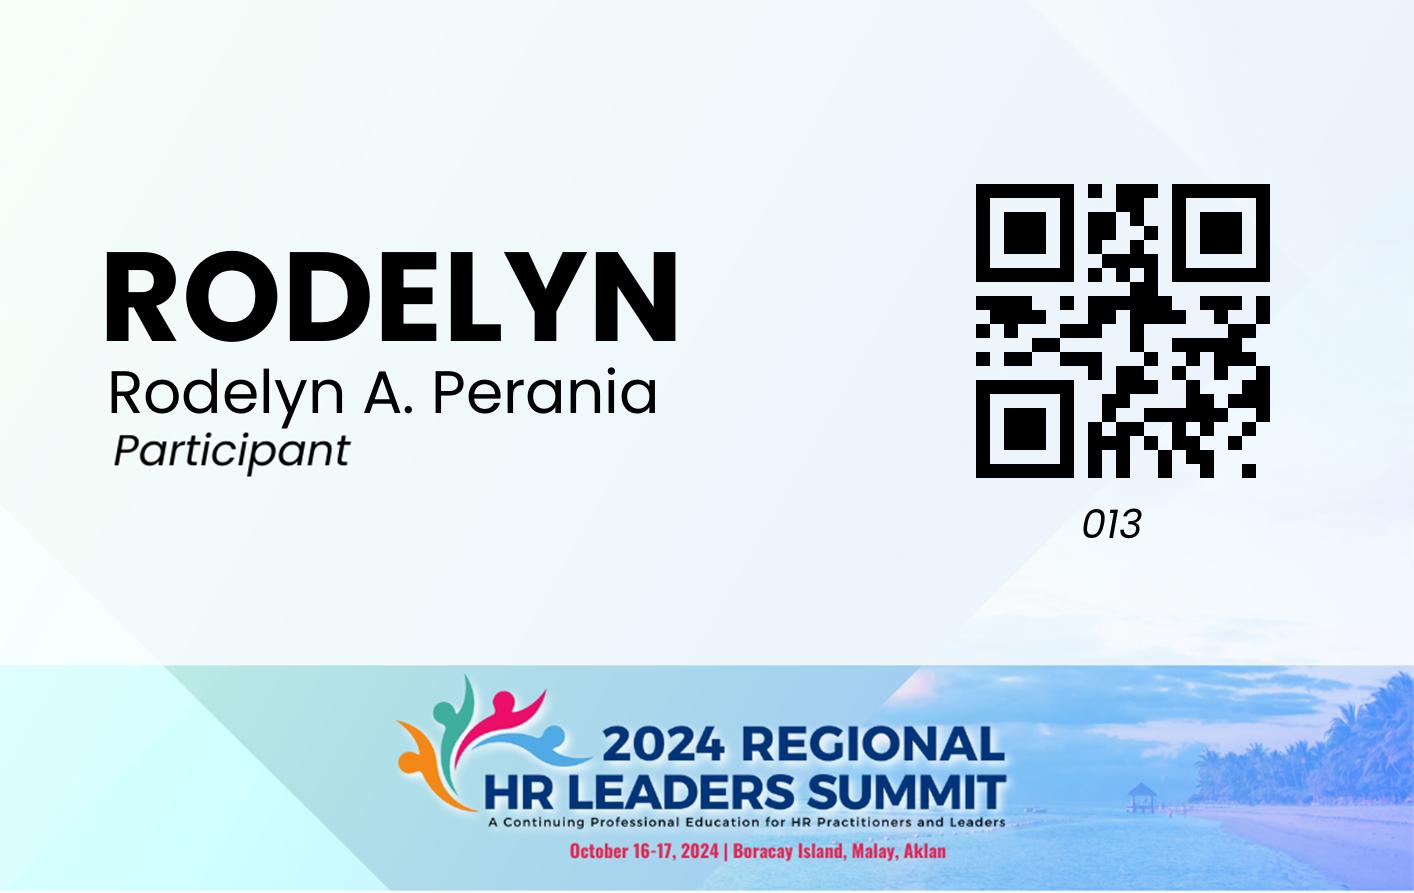 RODELYN
Rodelyn A. Perania
Participant
013
2024 REGIONAL
HR LEADERS SUMMIT
A Continuing Professional Education for HR Practitioners and Leaders
October 16-17, 2024 | Boracay Island, Malay, Aklan